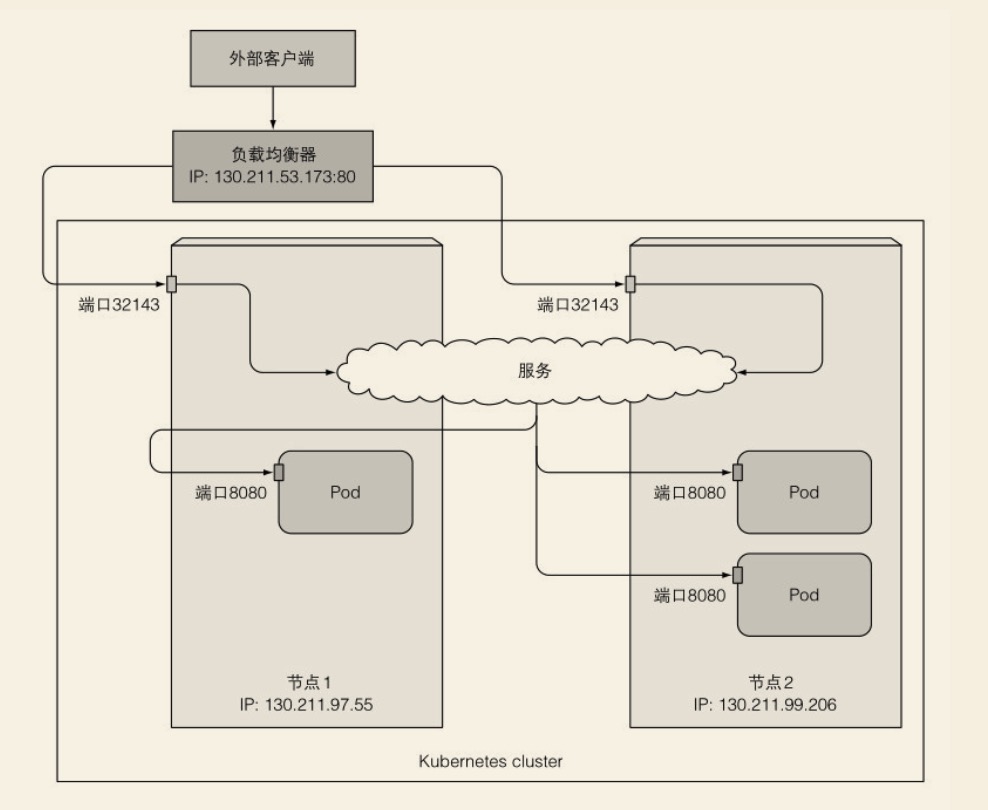 外部客户端
负载均衡器
IP: 130.211.53.173:80
端口32143
端口32143
服务
端口8080
Pod
端口8080
Pod
端口8080
Pod
节点1
IP: 130.211.97.55
节点2
IP: 130.211.99.206
Kubernetes cluster